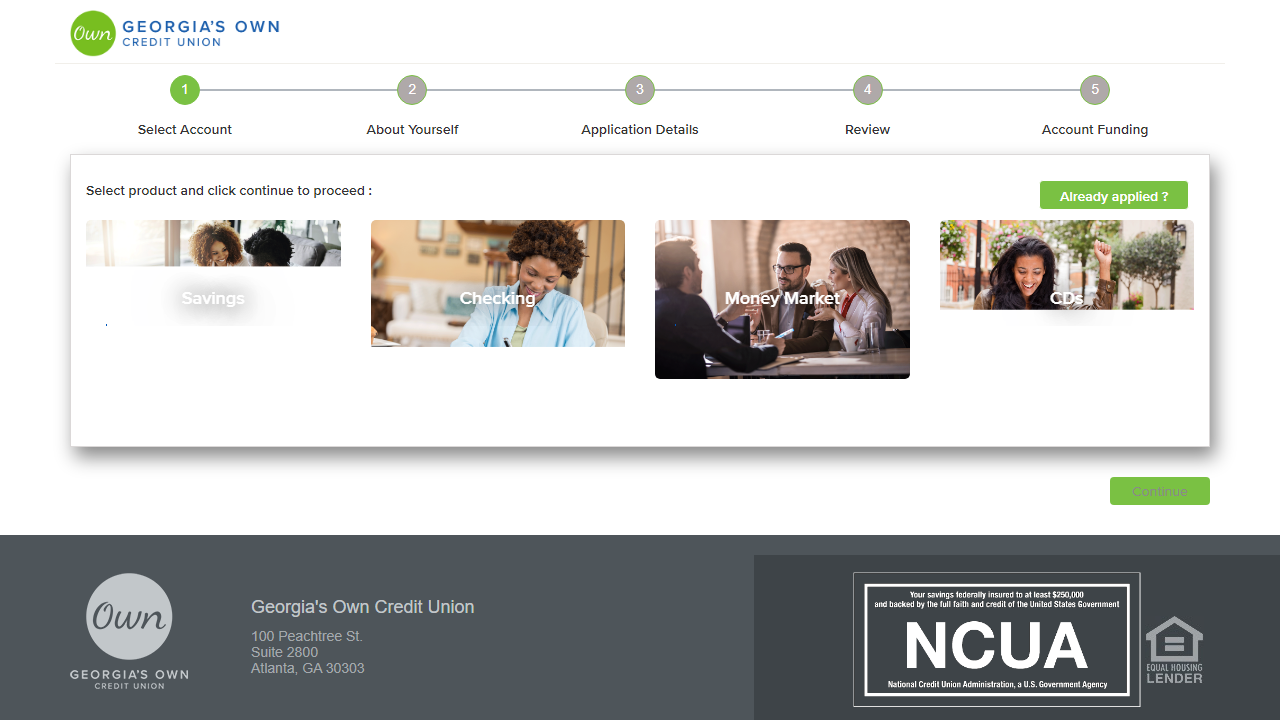 Own
GEORGIA'S OWN
CREDIT UNION
1
2
3
4
5
Select Account
About Yourself
Application Details
Review
Account Funding
Select product and click continue to proceed :
Already applied ?
Savings
Checking
Money Market
CDs
Continue
Own
GEORGIA'S OWN
CREDIT UNION
Georgia's Own Credit Union
100 Peachtree St.
Suite 2800
Atlanta, GA 30303
Your savings federally insured to at least $250,000
and backed by the full faith and credit of the United States Government
NCUA
National Credit Union Administration, a U.S. Government Agency
EQUAL HOUSING
LENDER